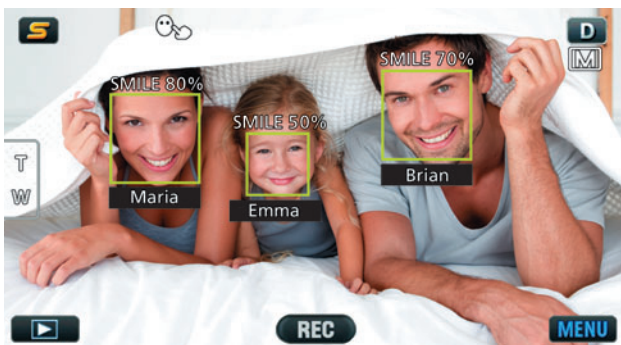 S
D
M
SMILE 80%
SMILE 50%
SMILE 70%
T
W
Maria
Emma
Brian
REC
MENU